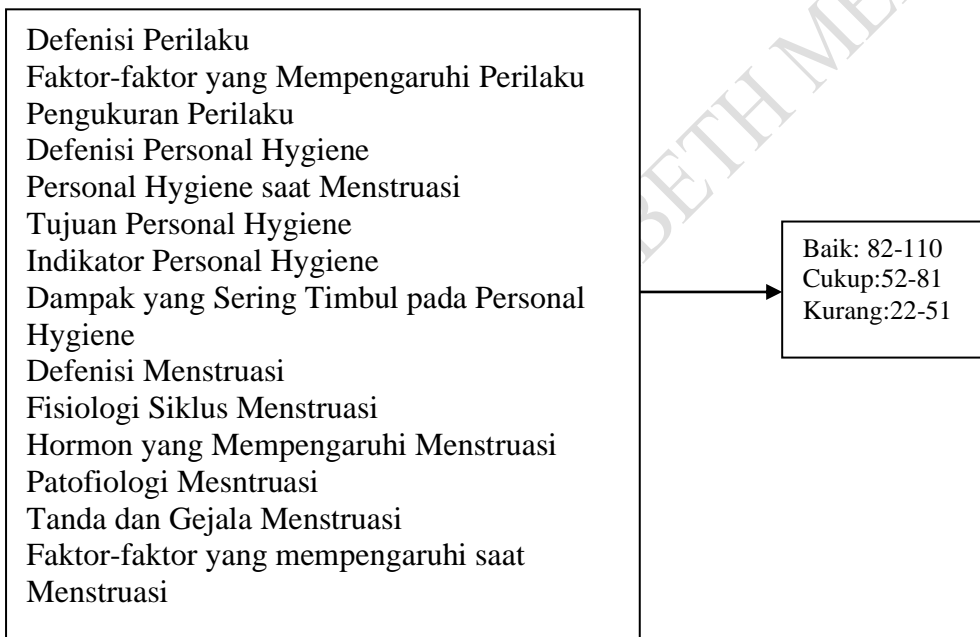 Defenisi Perilaku
Faktor-faktor yang Mempengaruhi Perilaku
Pengukuran Perilaku
Defenisi Personal Hygiene
Personal Hygiene saat Menstruasi
Tujuan Personal Hygiene
Indikator Personal Hygiene
Dampak yang Sering Timbul pada Personal
Hygiene
Defenisi Menstruasi
Fisiologi Siklus Menstruasi
Hormon yang Mempengaruhi Menstruasi
Patofiologi Mesntruasi
Tanda dan Gejala Menstruasi
Faktor-faktor yang mempengaruhi saat
Menstruasi
Baik: 82-110
Cukup:52-81
Kurang:22-51